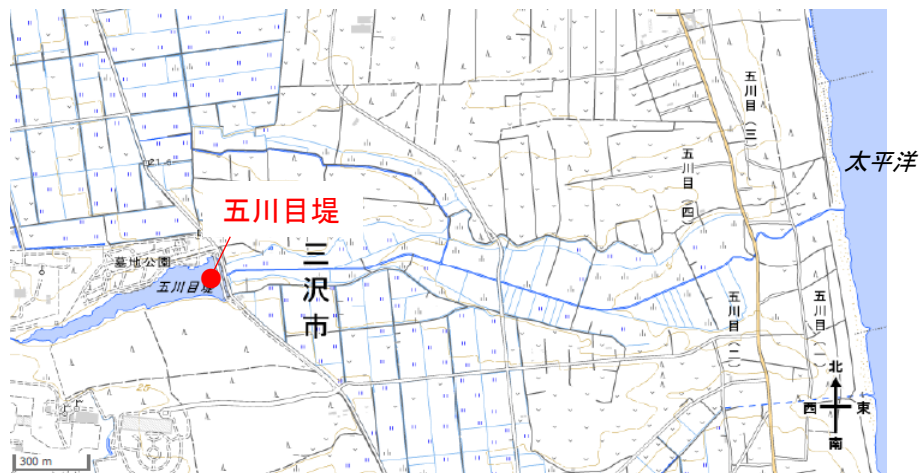 五川目(三)
太平洋
五川目(四)
五川目堤
三沢市
墓地公園
五川目堤
五川目(二)
五川目(一)
北
西
東
南
300 m